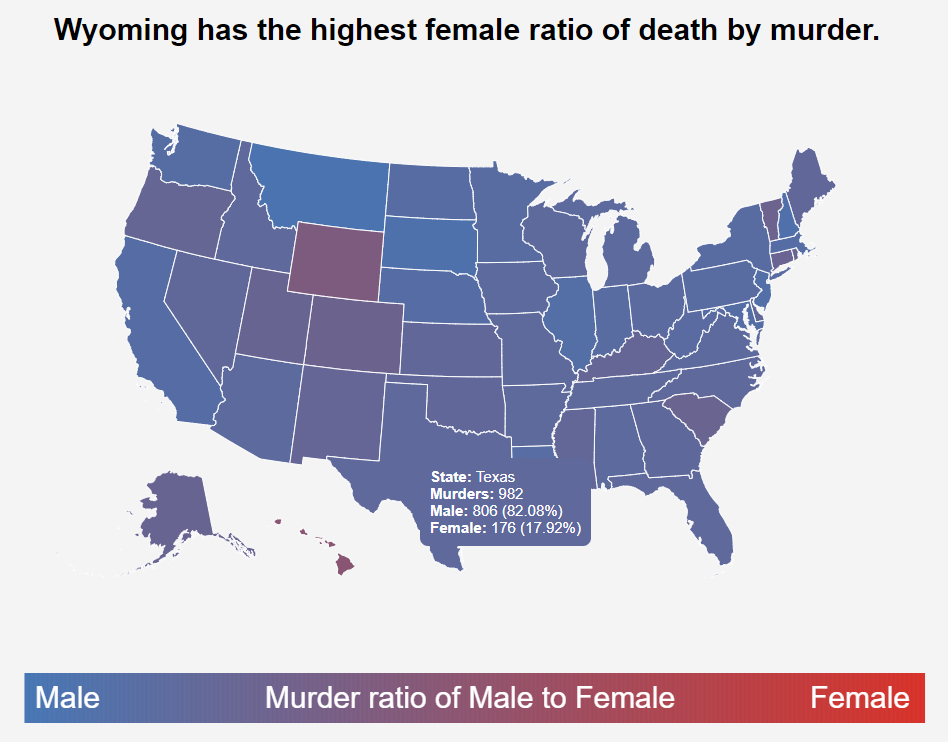 Wyoming has the highest female ratio of death by murder.
State: Texas
Murders: 982
Male: 806 (82.08%)
Female: 176 (17.92%)
Male Murder ratio of Male to Female Female